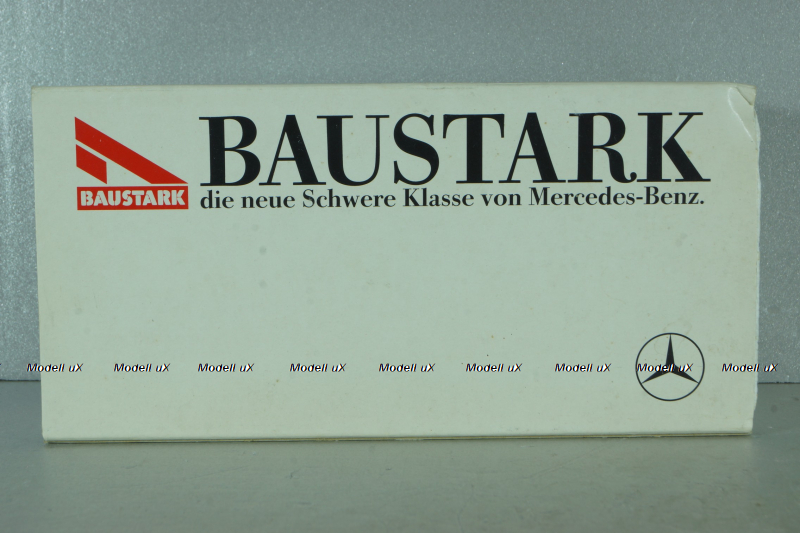 BAUSTARK
BAUSTARK
die neue Schwere Klasse von Mercedes-Benz.
Modell uX Modell uX Modell uX Modell uX Modell uX Modell uX Modell uX Modell uX Modell uX